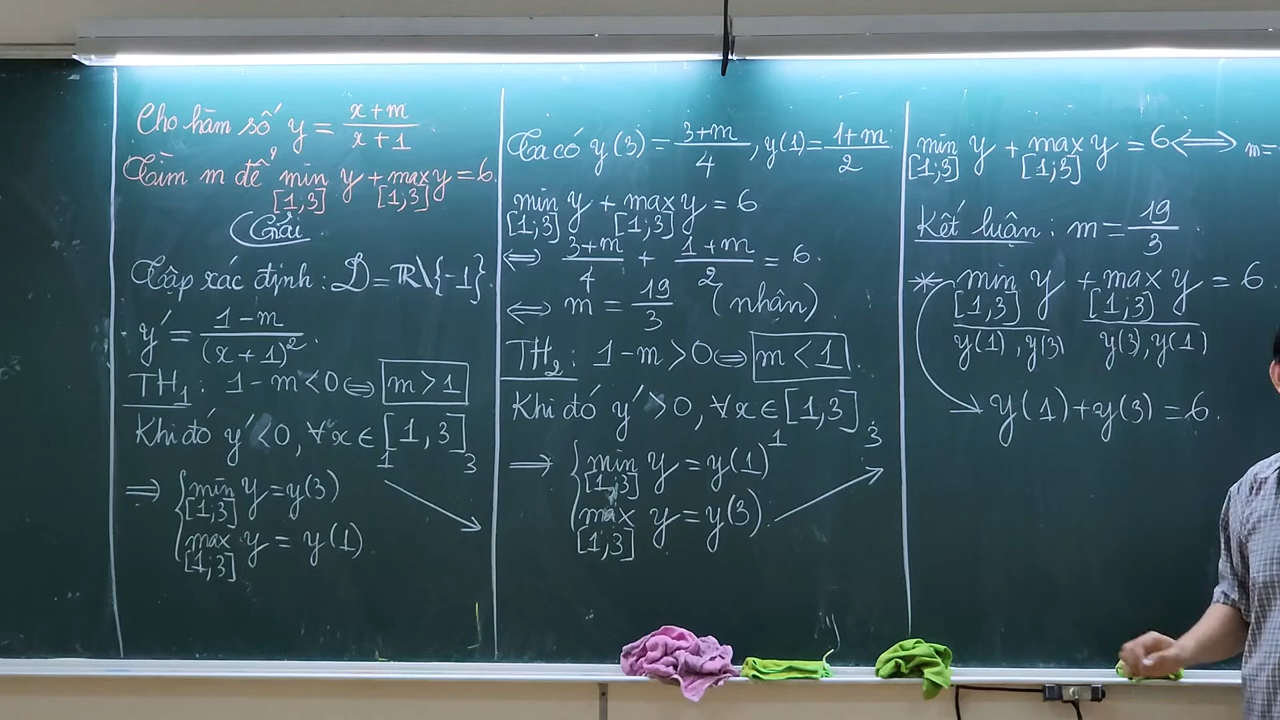 Cho hàm số y = (x+m)/(x+1)
Tìm m để min y + max y = 6.
[1;3] [1;3]
Giải
Tập xác định: D = R\{-1}.
y' = (1-m)/(x+1)².
TH₁: 1-m<0 ⇔ m>1
Khi đó y' <0, ∀x∈[1,3]
1 3
⇒ { min y = y(3)
[1;3]
max y = y(1)
[1;3]
Ta có y(3) = (3+m)/4, y(1) = (1+m)/2
min y + max y = 6
[1;3] [1;3]
⇔ (3+m)/4 + (1+m)/2 = 6.
⇔ m = 19/3 (nhân).
TH₂: 1-m>0 ⇔ m<1
Khi đó y' >0, ∀x∈[1,3].
1 3
⇒ { min y = y(1)
[1;3]
max y = y(3).
[1;3]
min y + max y = 6 ⇔ m=
[1;3] [1;3]
Kết luận: m = 19/3.
* min y + max y = 6.
[1,3] [1;3]
y(1), y(3) y(3), y(1)
→ y(1)+y(3) = 6.